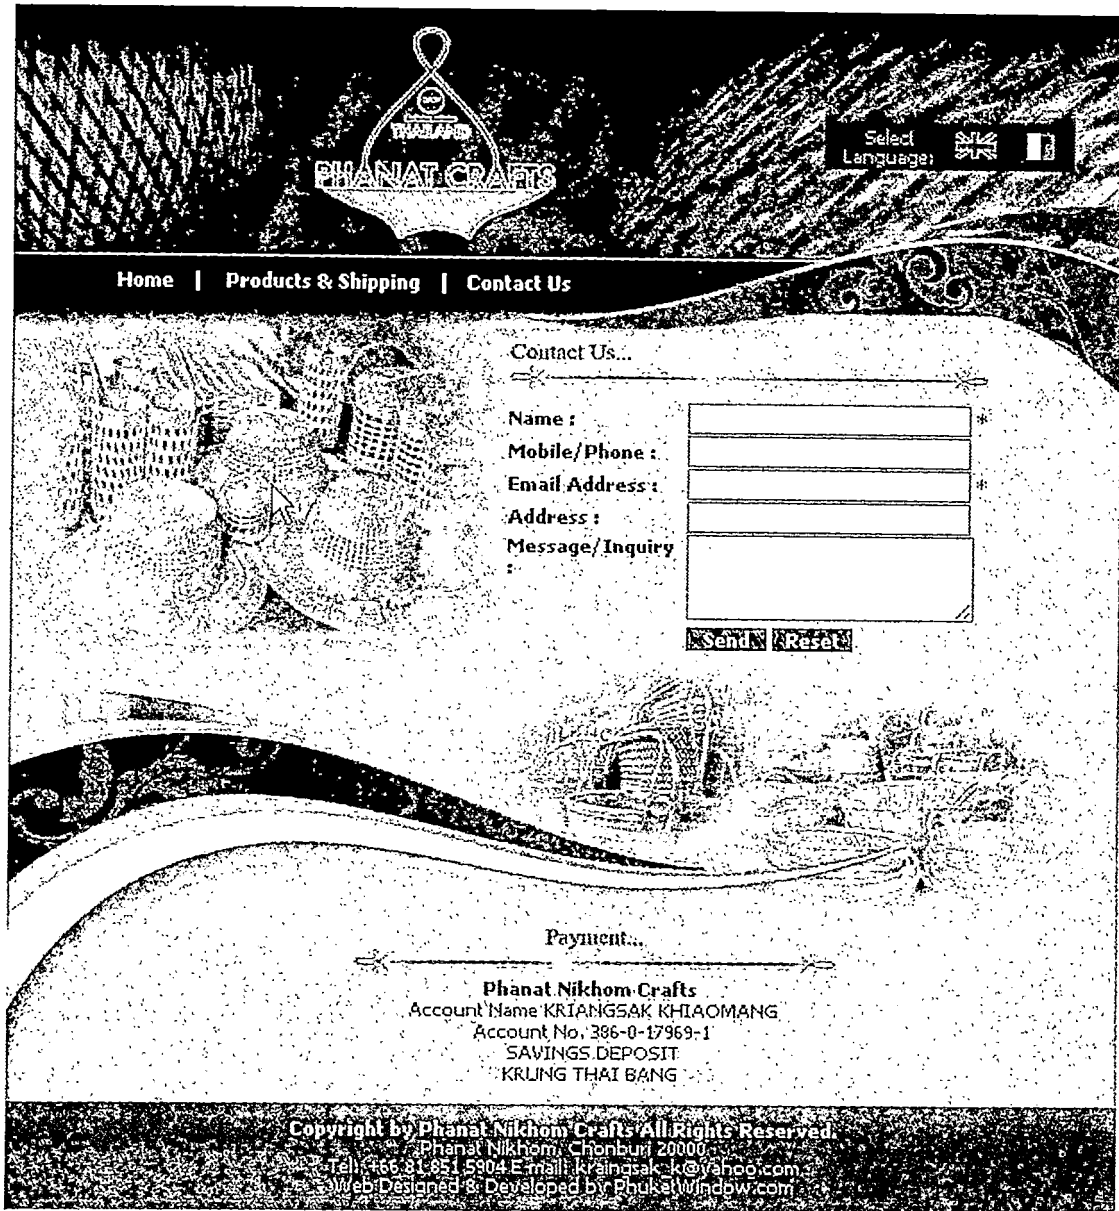 THAILAND
PHANAT CRAFTS
Select
Language:
Home | Products & Shipping | Contact Us
Contact Us...
Name : *
Mobile/Phone :
Email Address : *
Address :
Message/Inquiry
:
Send Reset
Payment...
Phanat Nikhom Crafts
Account Name KRIANGSAK KHIAOMANG
Account No. 386-0-17969-1
SAVINGS DEPOSIT
KRUNG THAI BANG
Copyright by Phanat Nikhom Crafts All Rights Reserved.
Phanat Nikhom, Chonburi 20000
Tel: +66 81 651 5904 E-mail: kraingsak_k@yahoo.com
Web Designed & Developed by PhuketWindow.com